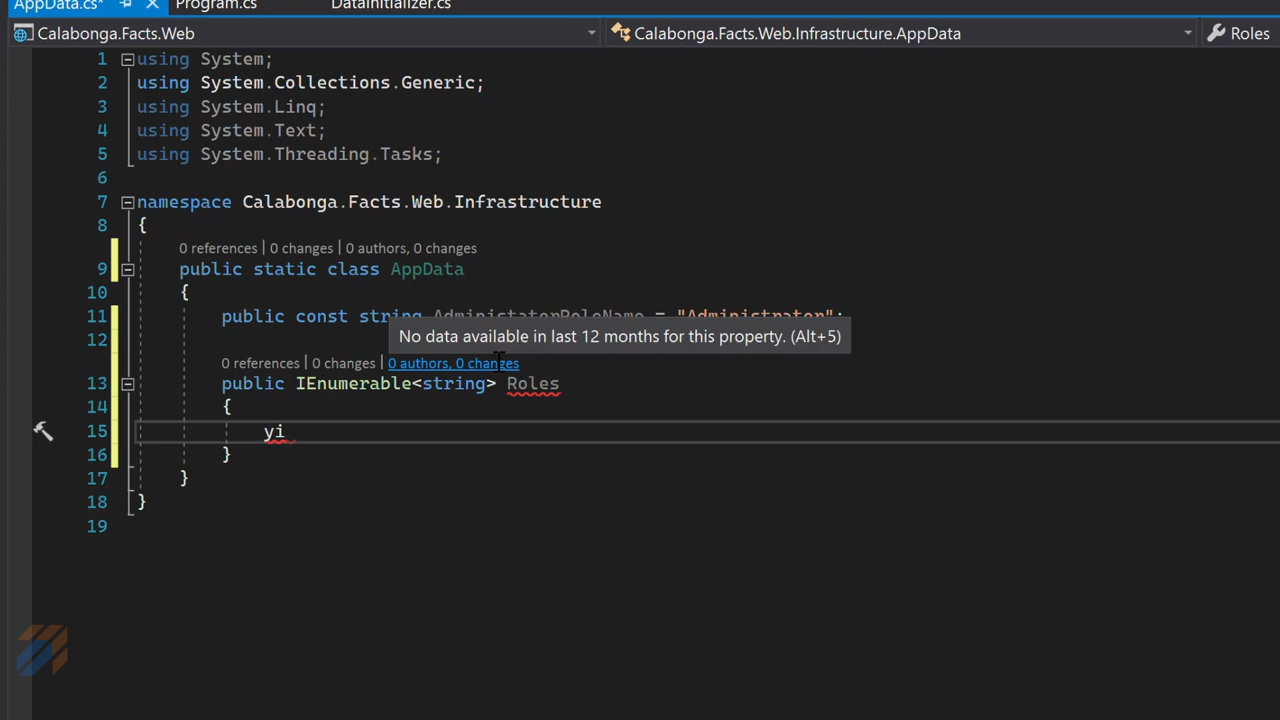 AppData.cs* Program.cs DataInitializer.cs
Calabonga.Facts.Web Calabonga.Facts.Web.Infrastructure.AppData Roles
1 using System;
2 using System.Collections.Generic;
3 using System.Linq;
4 using System.Text;
5 using System.Threading.Tasks;
6
7 namespace Calabonga.Facts.Web.Infrastructure
8 {
0 references | 0 changes | 0 authors, 0 changes
9 public static class AppData
10 {
11 public const string AdministatorRoleName = "Administrator";
No data available in last 12 months for this property. (Alt+5)
12
0 references | 0 changes | 0 authors, 0 changes
13 public IEnumerable<string> Roles
14 {
15 yi
16 }
17 }
18 }
19